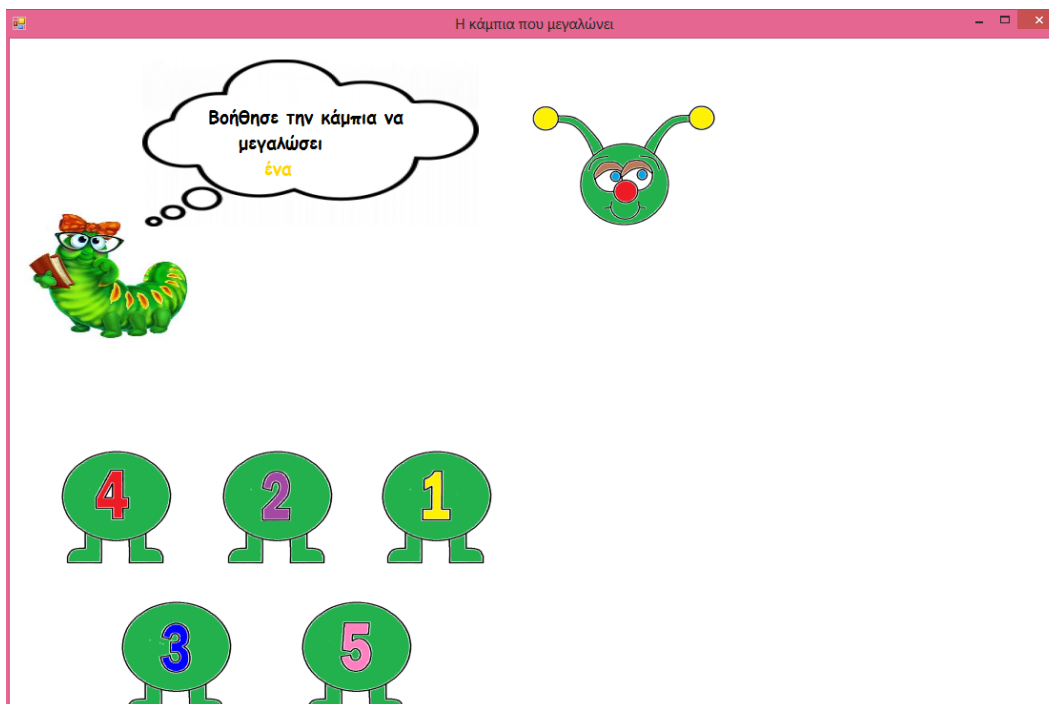 Η κάμπια που μεγαλώνει
Βοήθησε την κάμπια να
μεγαλώσει
ένα
4 2 1
3 5